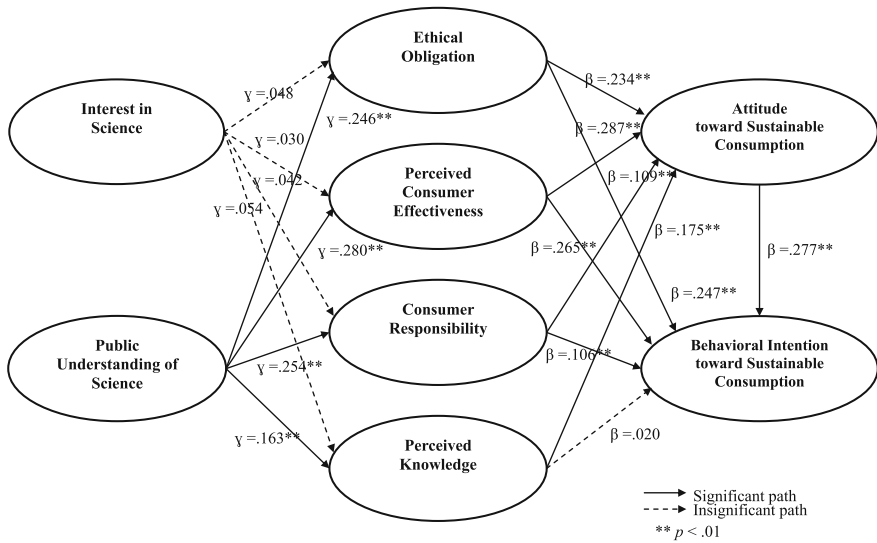 Ethical
Obligation
β =.234**
Interest in
Science
γ =.048
γ =.246**
Attitude
toward Sustainable
Consumption
β =.287**
γ =.030
γ =.042
γ =.054
Perceived
Consumer
Effectiveness
β =.109**
β =.175**
γ =.280**
β =.265**
β =.277**
β =.247**
Public
Understanding of
Science
Consumer
Responsibility
γ =.254**
β =.106**
Behavioral Intention
toward Sustainable
Consumption
γ =.163**
Perceived
Knowledge
β =.020
Significant path
Insignificant path
** p < .01